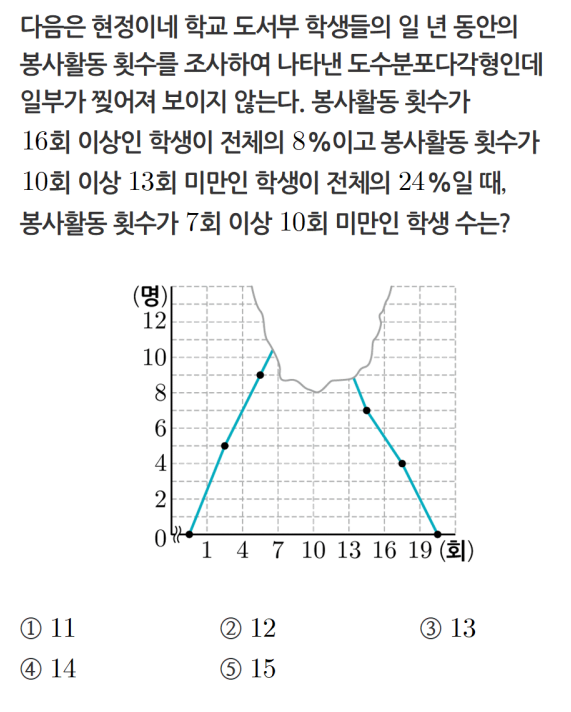 다음은 현정이네 학교 도서부 학생들의 일 년 동안의
봉사활동 횟수를 조사하여 나타낸 도수분포다각형인데
일부가 찢어져 보이지 않는다. 봉사활동 횟수가
16회 이상인 학생이 전체의 8%이고 봉사활동 횟수가
10회 이상 13회 미만인 학생이 전체의 24%일 때,
봉사활동 횟수가 7회 이상 10회 미만인 학생 수는?
(명)
12
10
8
6
4
2
0
1 4 7 10 13 16 19 (회)
① 11 ② 12 ③ 13
④ 14 ⑤ 15